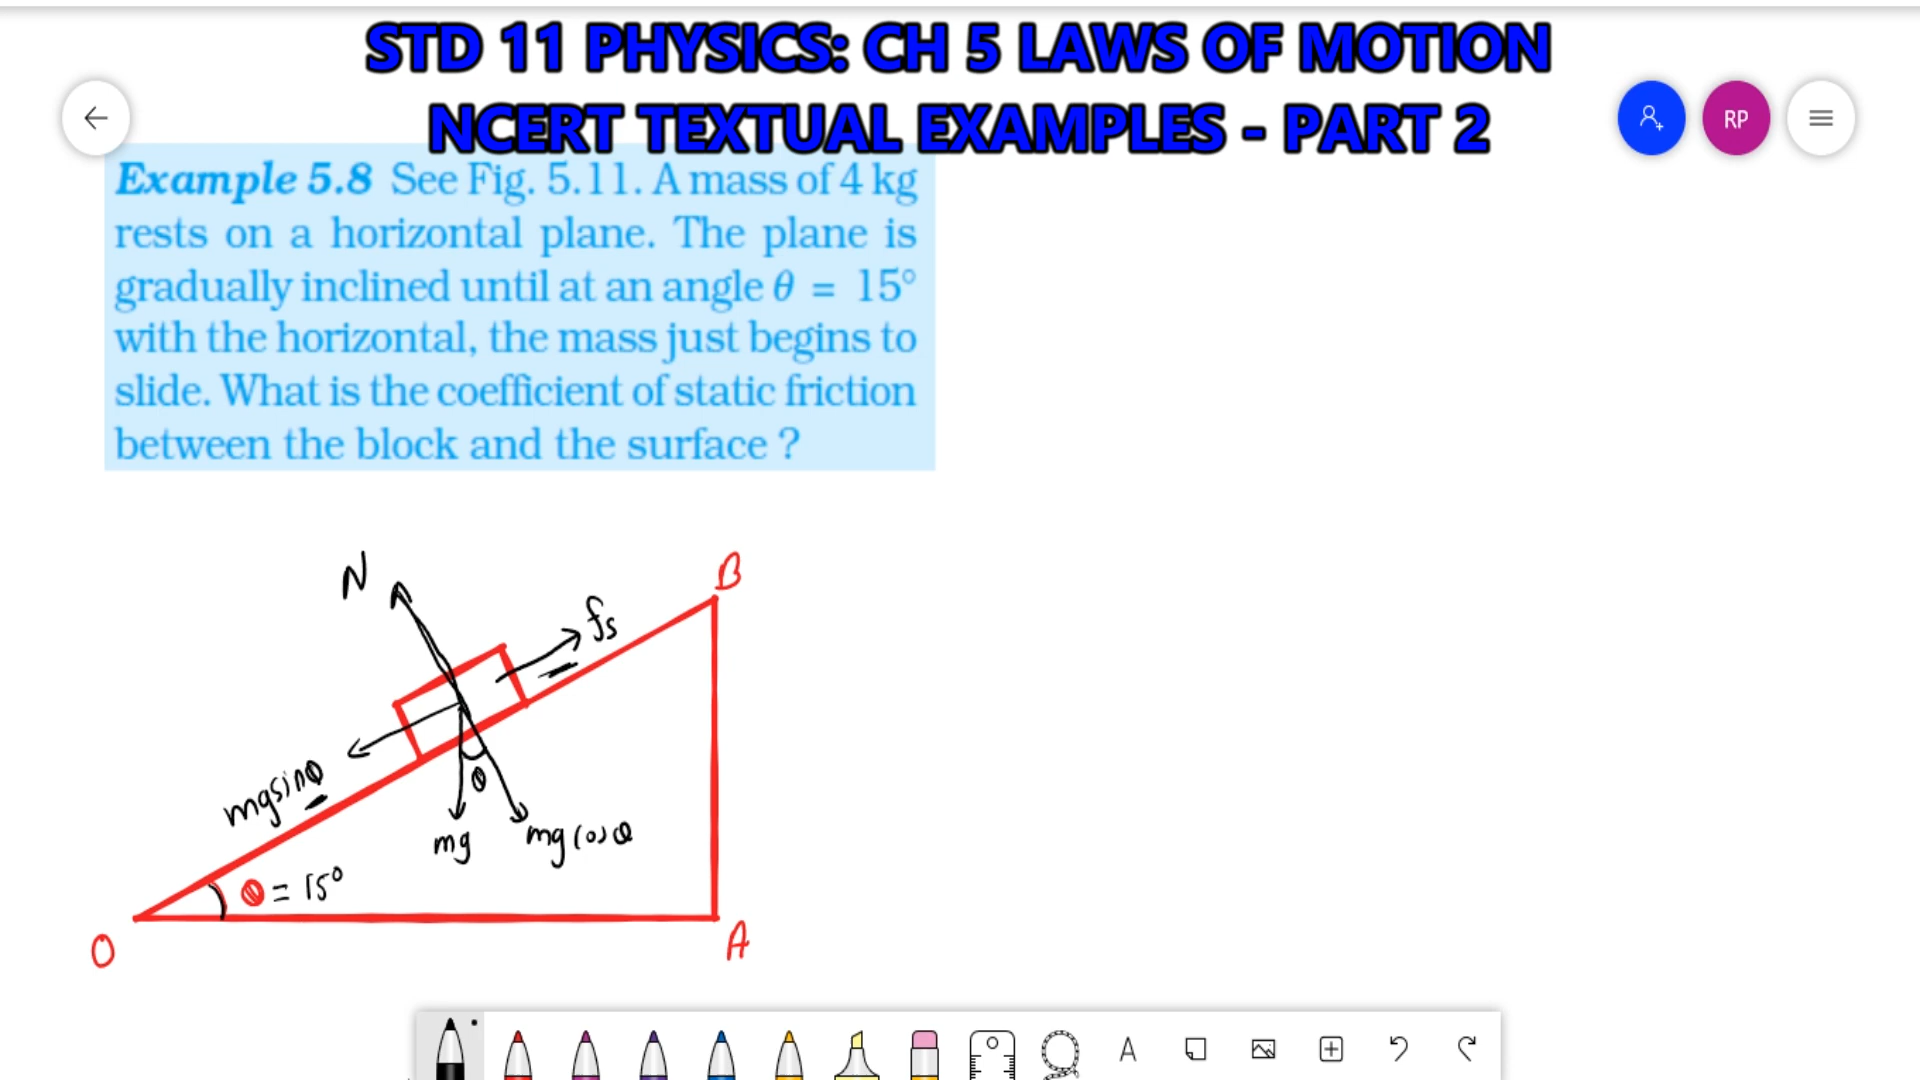 STD 11 PHYSICS: CH 5 LAWS OF MOTION
NCERT TEXTUAL EXAMPLES - PART 2
RP
Example 5.8 See Fig. 5.11. A mass of 4 kg
rests on a horizontal plane. The plane is
gradually inclined until at an angle θ = 15°
with the horizontal, the mass just begins to
slide. What is the coefficient of static friction
between the block and the surface ?
N
B
fs
mgsinθ
θ
mg
mg cosθ
θ = 15°
O
A
A